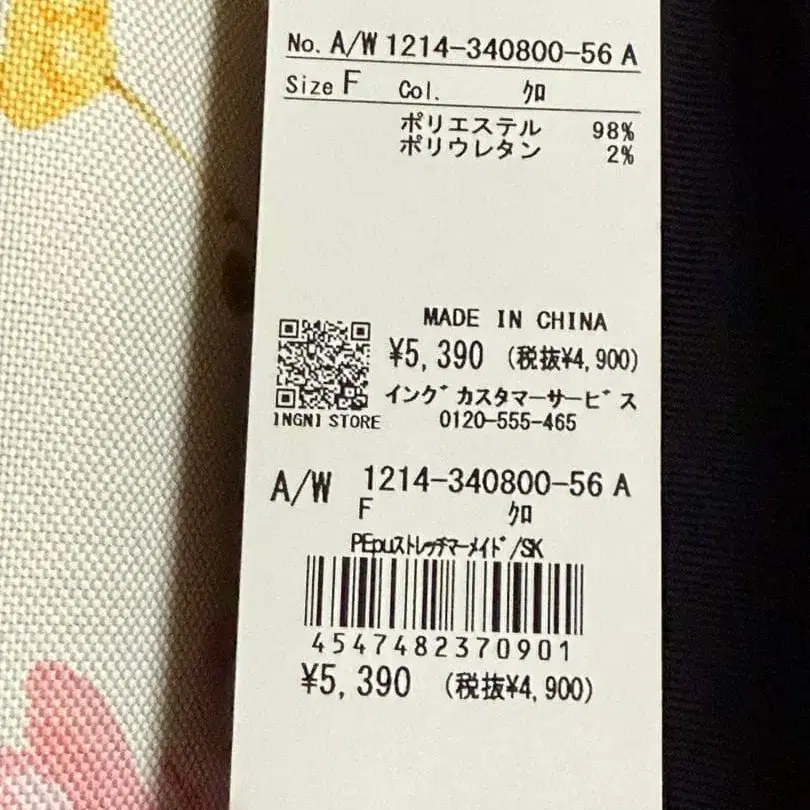 No. A/W 1214-340800-56 A
Size F Col. ｸﾛ
ポリエステル 98%
ポリウレタン 2%
MADE IN CHINA
¥5,390 (税抜¥4,900)
イング カスタマーサービス
INGNI STORE 0120-555-465
A/W 1214-340800-56 A
F ｸﾛ
PEpuｽﾄﾚｯﾁﾏｰﾒｲﾄﾞ/SK
4547482370901
¥5,390 (税抜¥4,900)